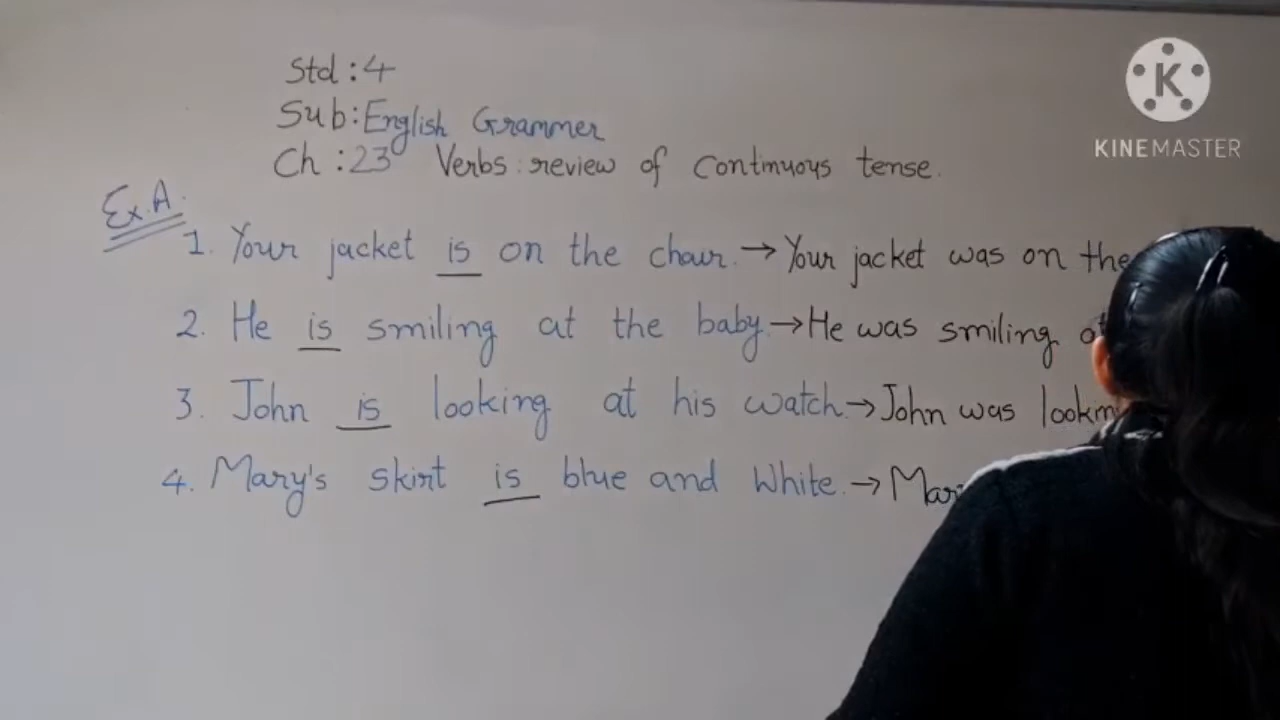 Std : 4
Sub: English Grammer
Ch : 23 Verbs : review of continuous tense.
Ex. A.
1. Your jacket is on the chair. → Your jacket was on the
2. He is smiling at the baby. → He was smiling
3. John is looking at his watch. → John was
4. Mary's skirt is blue and white. →
K
KINEMASTER